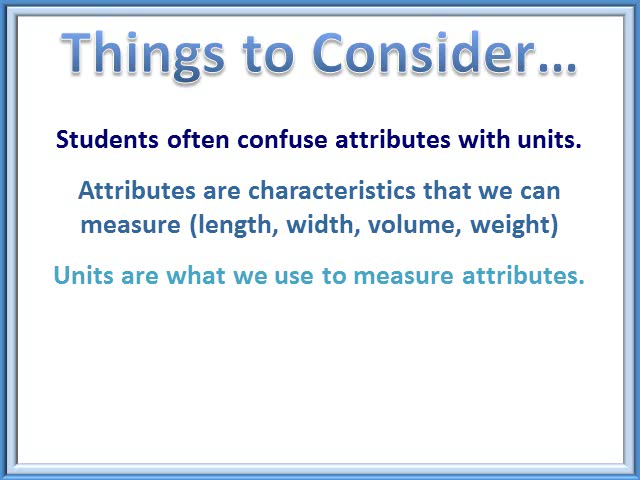 Things to Consider...
Students often confuse attributes with units.
Attributes are characteristics that we can
measure (length, width, volume, weight)
Units are what we use to measure attributes.